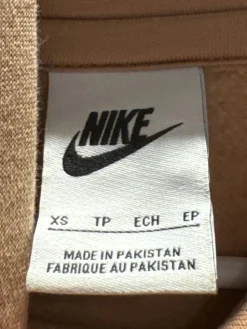 NIKE
XS TP ECH EP
MADE IN PAKISTAN
FABRIQUE AU PAKISTAN